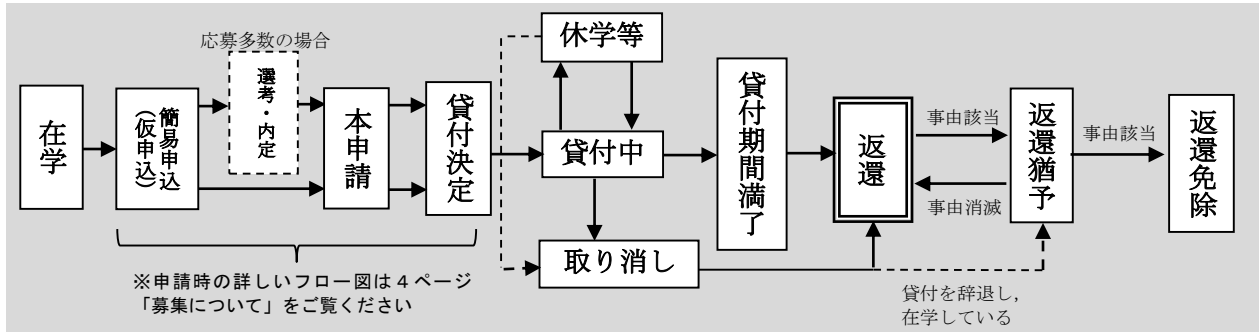 在学
簡易申込
(仮申込)
応募多数の場合
選考・内定
本申請
貸付決定
休学等
貸付中
取り消し
貸付期間満了
返還
事由該当
事由消滅
返還猶予
事由該当
返還免除
※申請時の詳しいフロー図は4ページ
「募集について」をご覧ください
貸付を辞退し,
在学している